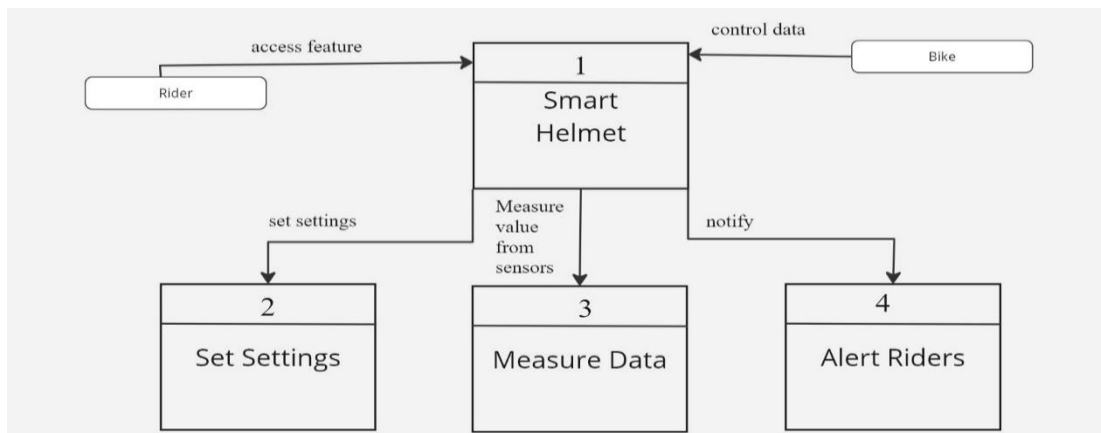 control data
access feature
Bike
Rider
1
Smart
Helmet
Measure
value
from
sensors
set settings
notify
2
3
4
Set Settings
Measure Data
Alert Riders